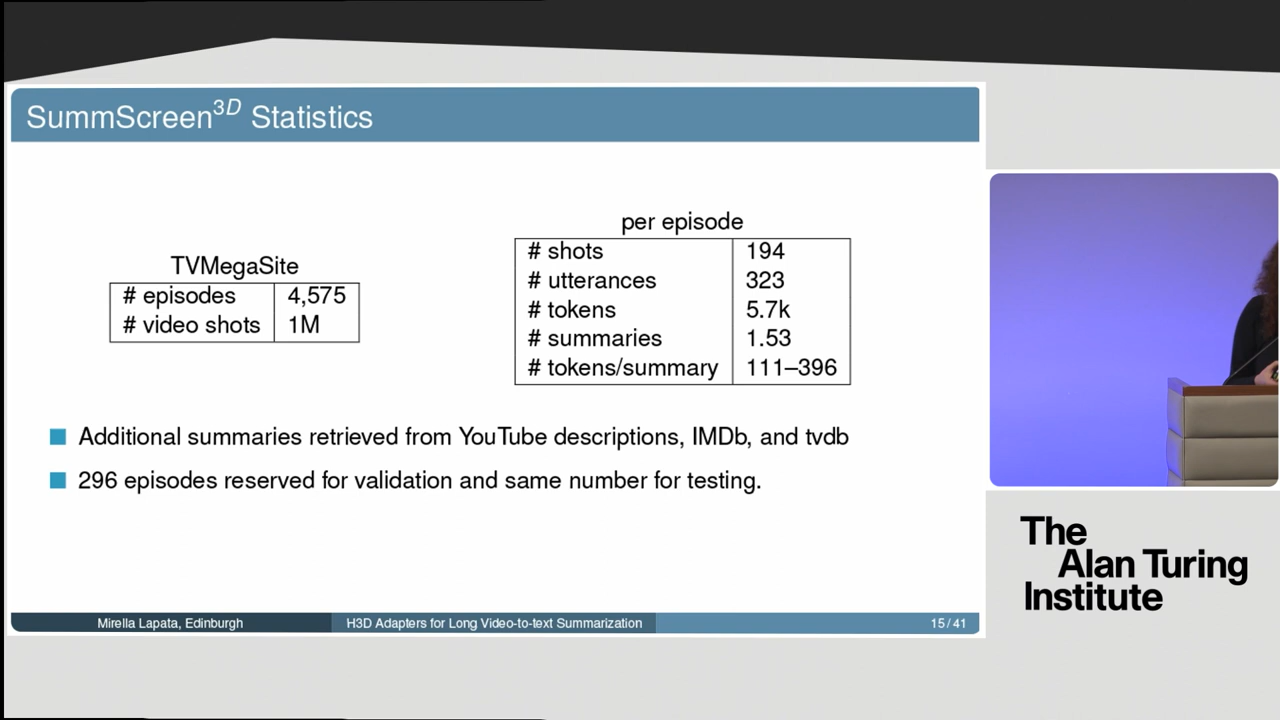 SummScreen3D Statistics
TVMegaSite
# episodes 4,575
# video shots 1M
per episode
# shots 194
# utterances 323
# tokens 5.7k
# summaries 1.53
# tokens/summary 111–396
Additional summaries retrieved from YouTube descriptions, IMDb, and tvdb
296 episodes reserved for validation and same number for testing.
Mirella Lapata, Edinburgh H3D Adapters for Long Video-to-text Summarization 15/41
The
Alan Turing
Institute